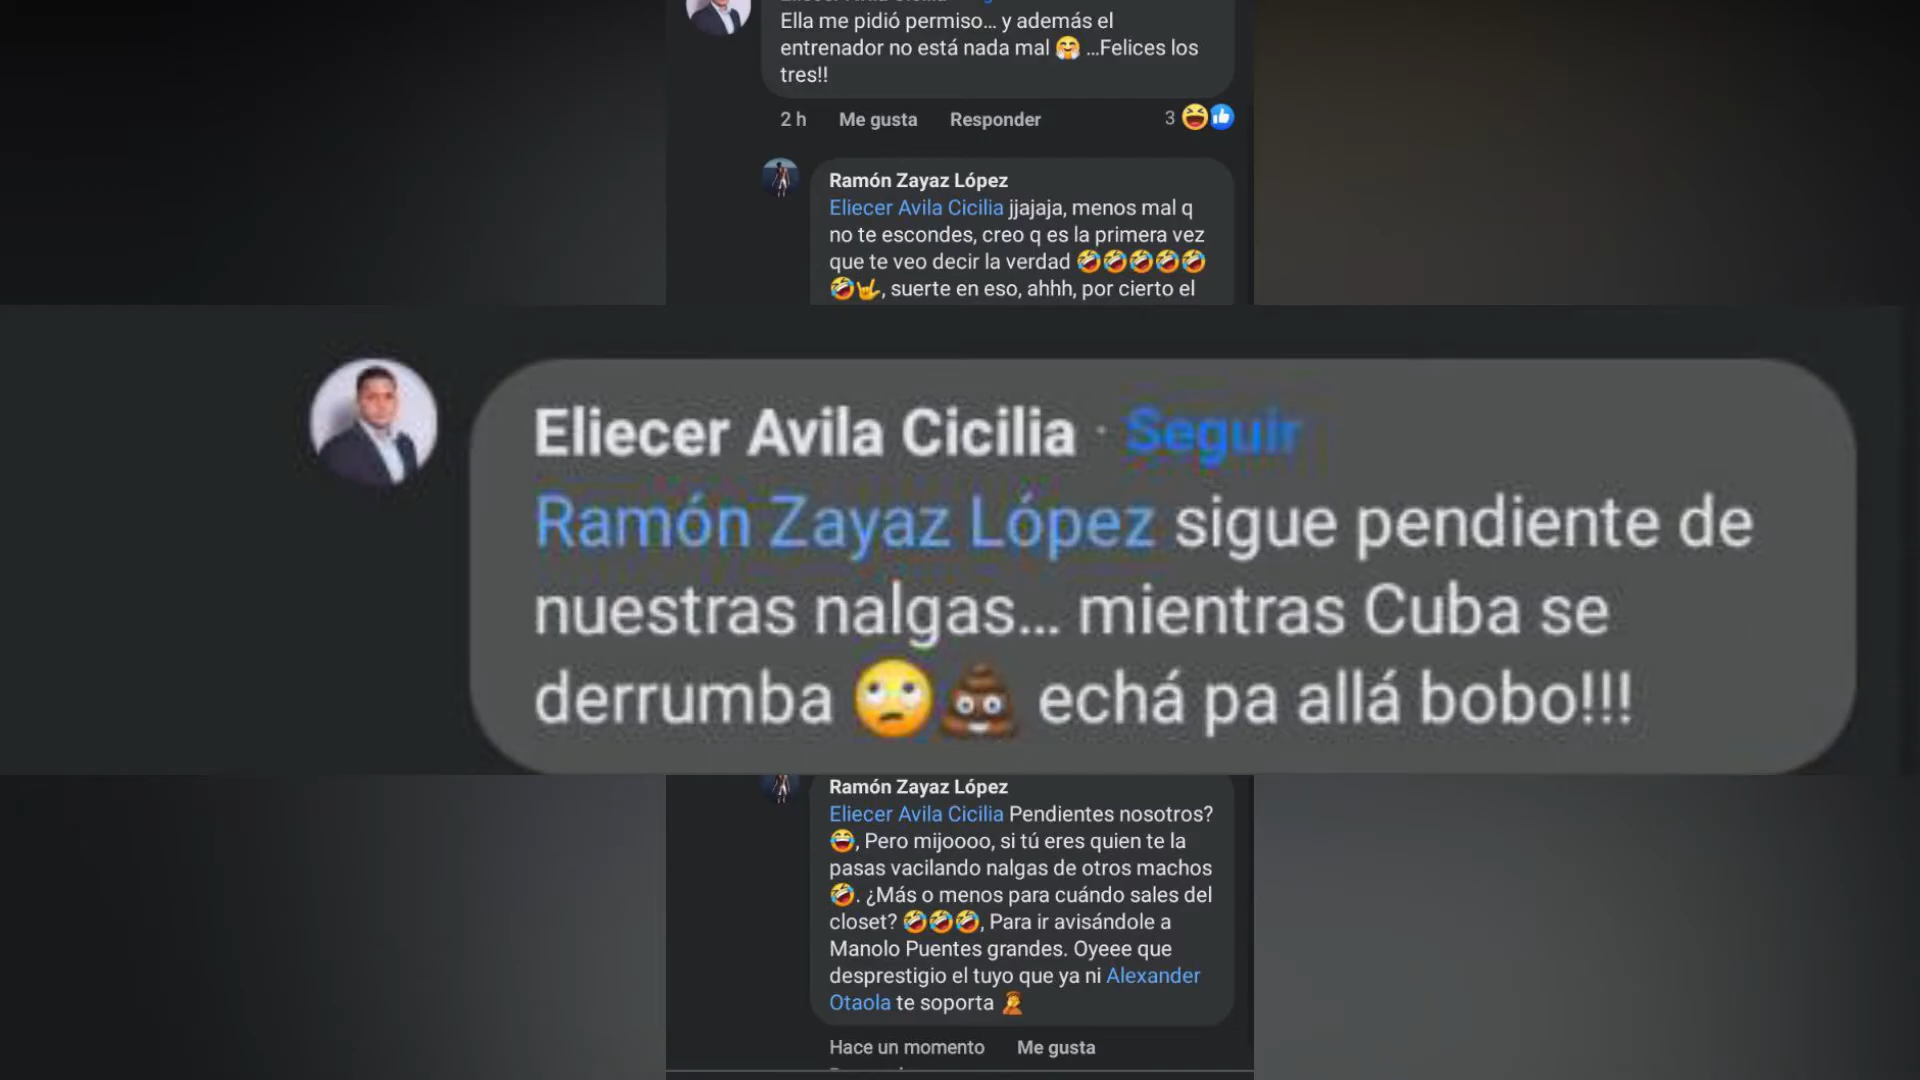 Ella me pidió permiso... y además el
entrenador no está nada mal 🤗 ...Felices los
tres!!
2 h Me gusta Responder 3
Ramón Zayaz López
Eliecer Avila Cicilia jjajaja, menos mal q
no te escondes, creo q es la primera vez
que te veo decir la verdad 🤣🤣🤣🤣🤣
🤣🤟, suerte en eso, ahhh, por cierto el
Eliecer Avila Cicilia · Seguir
Ramón Zayaz López sigue pendiente de
nuestras nalgas... mientras Cuba se
derrumba 🙄💩 echá pa allá bobo!!!
Ramón Zayaz López
Eliecer Avila Cicilia Pendientes nosotros?
😂, Pero mijoooo, si tú eres quien te la
pasas vacilando nalgas de otros machos
🤣. ¿Más o menos para cuándo sales del
closet? 🤣🤣🤣, Para ir avisándole a
Manolo Puentes grandes. Oyeee que
desprestigio el tuyo que ya ni Alexander
Otaola te soporta 🤦
Hace un momento Me gusta